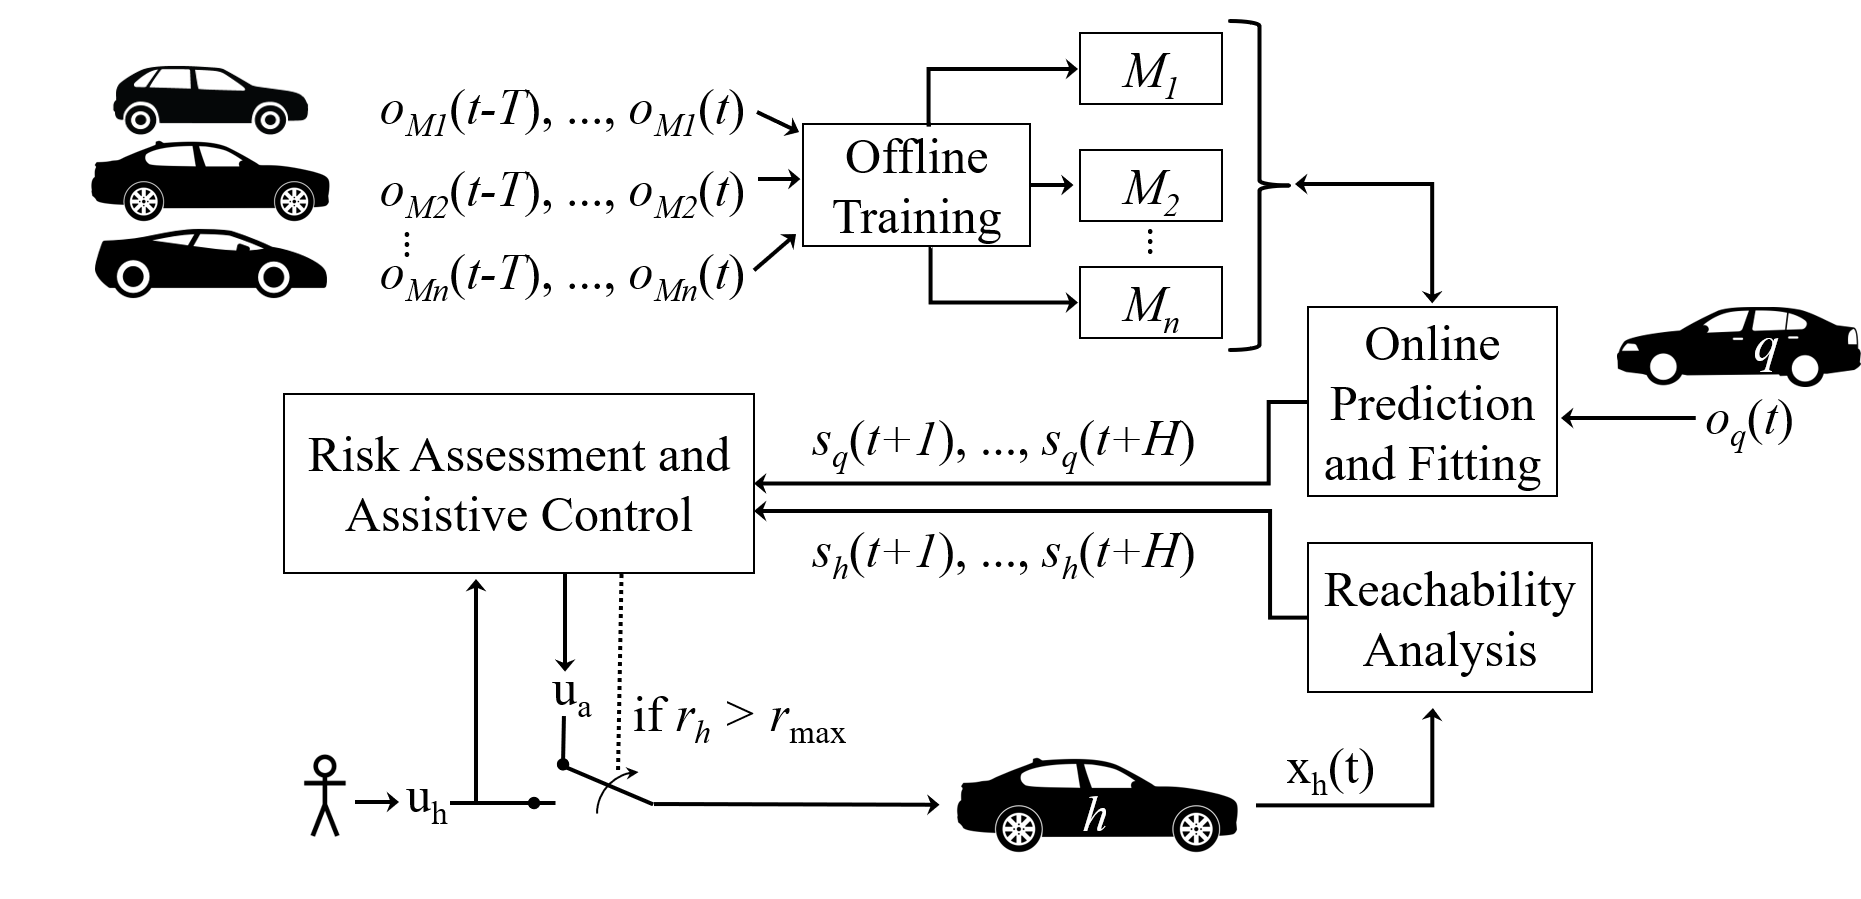 o_{M1}(t-T), ..., o_{M1}(t)
o_{M2}(t-T), ..., o_{M2}(t)
⋮
o_{Mn}(t-T), ..., o_{Mn}(t)
Offline
Training
M_1
M_2
⋮
M_n
Online
Prediction
and Fitting
q
o_q(t)
Risk Assessment and
Assistive Control
s_q(t+1), ..., s_q(t+H)
s_h(t+1), ..., s_h(t+H)
Reachability
Analysis
u_a
if r_h > r_{max}
u_h
h
x_h(t)